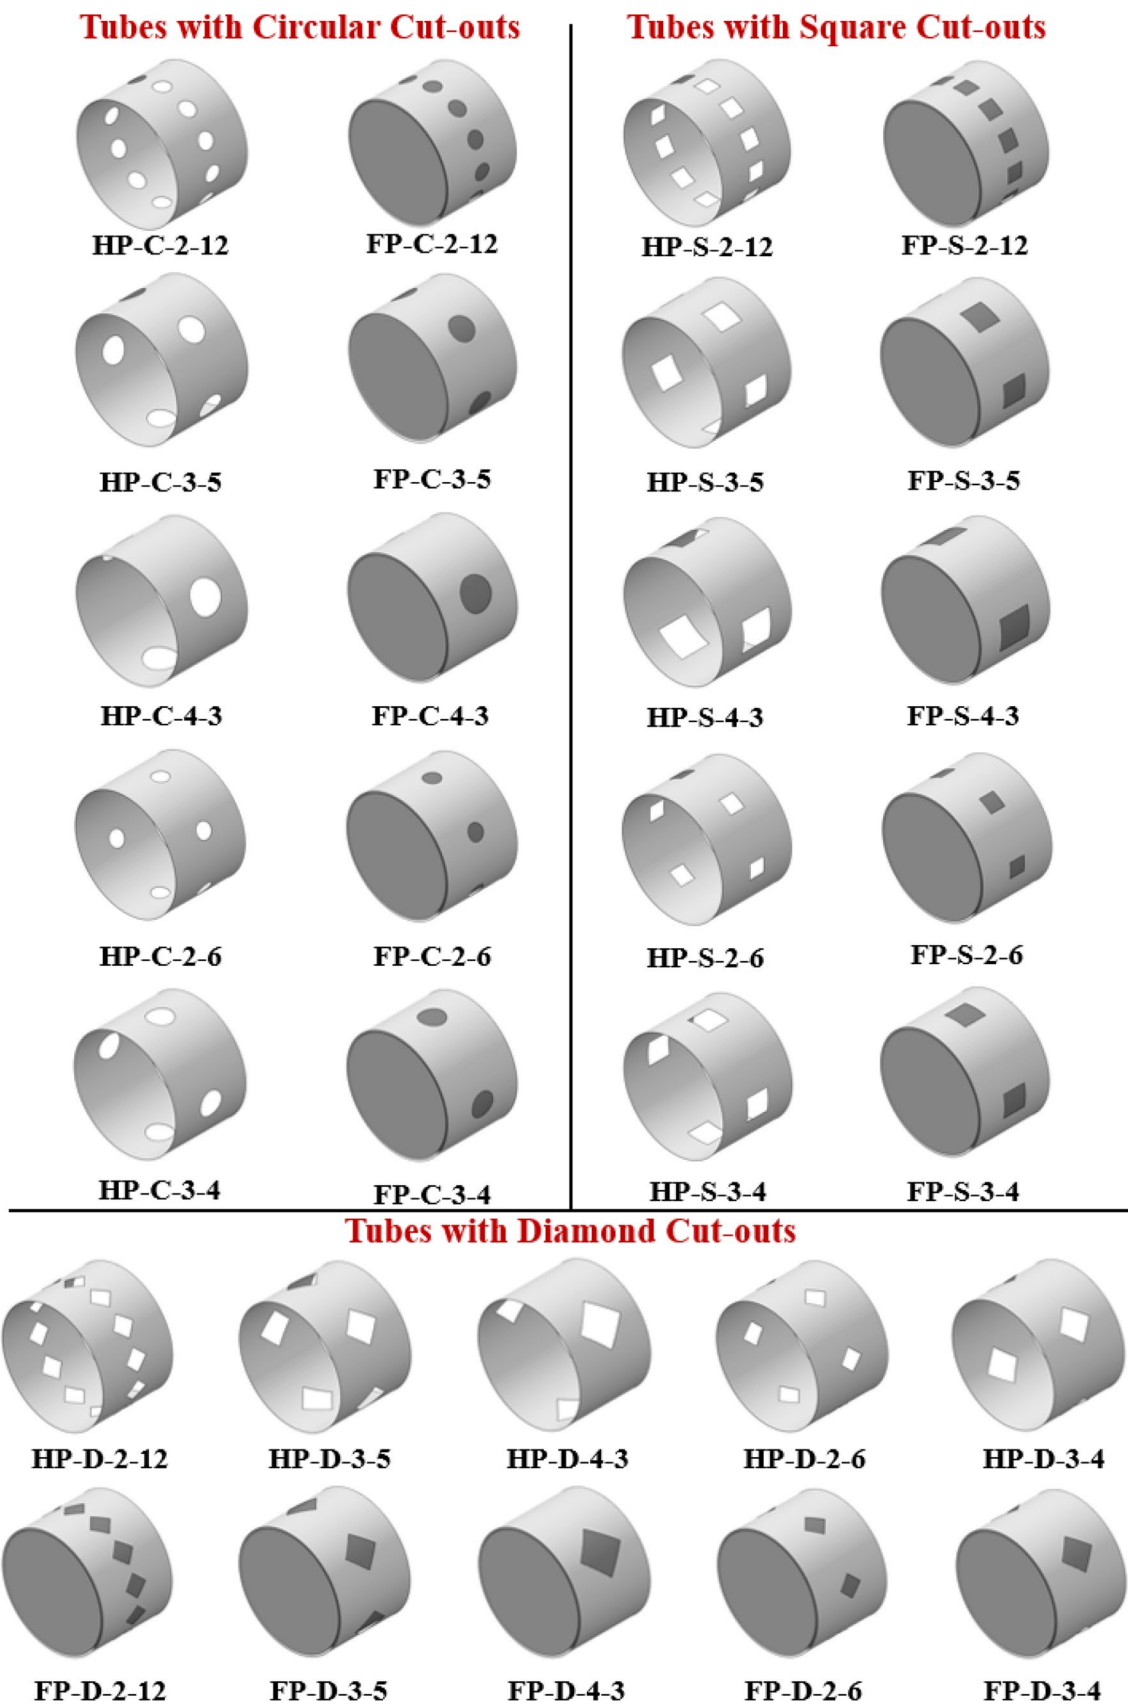 Tubes with Circular Cut-outs
Tubes with Square Cut-outs
HP-C-2-12
FP-C-2-12
HP-S-2-12
FP-S-2-12
HP-C-3-5
FP-C-3-5
HP-S-3-5
FP-S-3-5
HP-C-4-3
FP-C-4-3
HP-S-4-3
FP-S-4-3
HP-C-2-6
FP-C-2-6
HP-S-2-6
FP-S-2-6
HP-C-3-4
FP-C-3-4
HP-S-3-4
FP-S-3-4
Tubes with Diamond Cut-outs
HP-D-2-12
HP-D-3-5
HP-D-4-3
HP-D-2-6
HP-D-3-4
FP-D-2-12
FP-D-3-5
FP-D-4-3
FP-D-2-6
FP-D-3-4